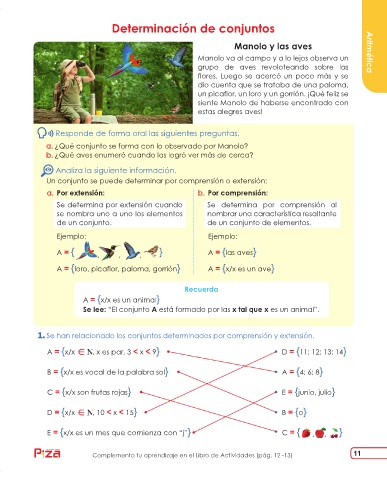 Determinación de conjuntos
Aritmética
Manolo y las aves
Manolo va al campo y a lo lejos observa un
grupo de aves revoloteando sobre las
flores. Luego se acercó un poco más y se
dio cuenta que se trataba de una paloma,
un picaflor, un loro y un gorrión. ¡Qué feliz se
siente Manolo de haberse encontrado con
estas alegres aves!
Responde de forma oral las siguientes preguntas.
a. ¿Qué conjunto se forma con lo observado por Manolo?
b. ¿Qué aves enumeró cuando las logró ver más de cerca?
Analiza la siguiente información.
Un conjunto se puede determinar por comprensión o extensión:
a. Por extensión:
Se determina por extensión cuando
se nombra uno a uno los elementos
de un conjunto.
Ejemplo:
A = { , , , }
A = {loro, picaflor, paloma, gorrión}
b. Por comprensión:
Se determina por comprensión al
nombrar una característica resaltante
de un conjunto de elementos.
Ejemplo:
A = {las aves}
A = {x/x es un ave}
Recuerda
A = {x/x es un animal}
Se lee: “El conjunto A está formado por las x tal que x es un animal”.
1. Se han relacionado los conjuntos determinados por comprensión y extensión.
A = {x/x ∈ N, x es par, 3 < x < 9} D = {11; 12; 13; 14}
B = {x/x es vocal de la palabra sol} A = {4; 6; 8}
C = {x/x son frutas rojas} E = {junio, julio}
D = {x/x ∈ N, 10 < x < 15} B = {o}
E = {x/x es un mes que comienza con “j”} C = { , , }
Pizà
Complementa tu aprendizaje en el Libro de Actividades (pág. 12 -13)
11